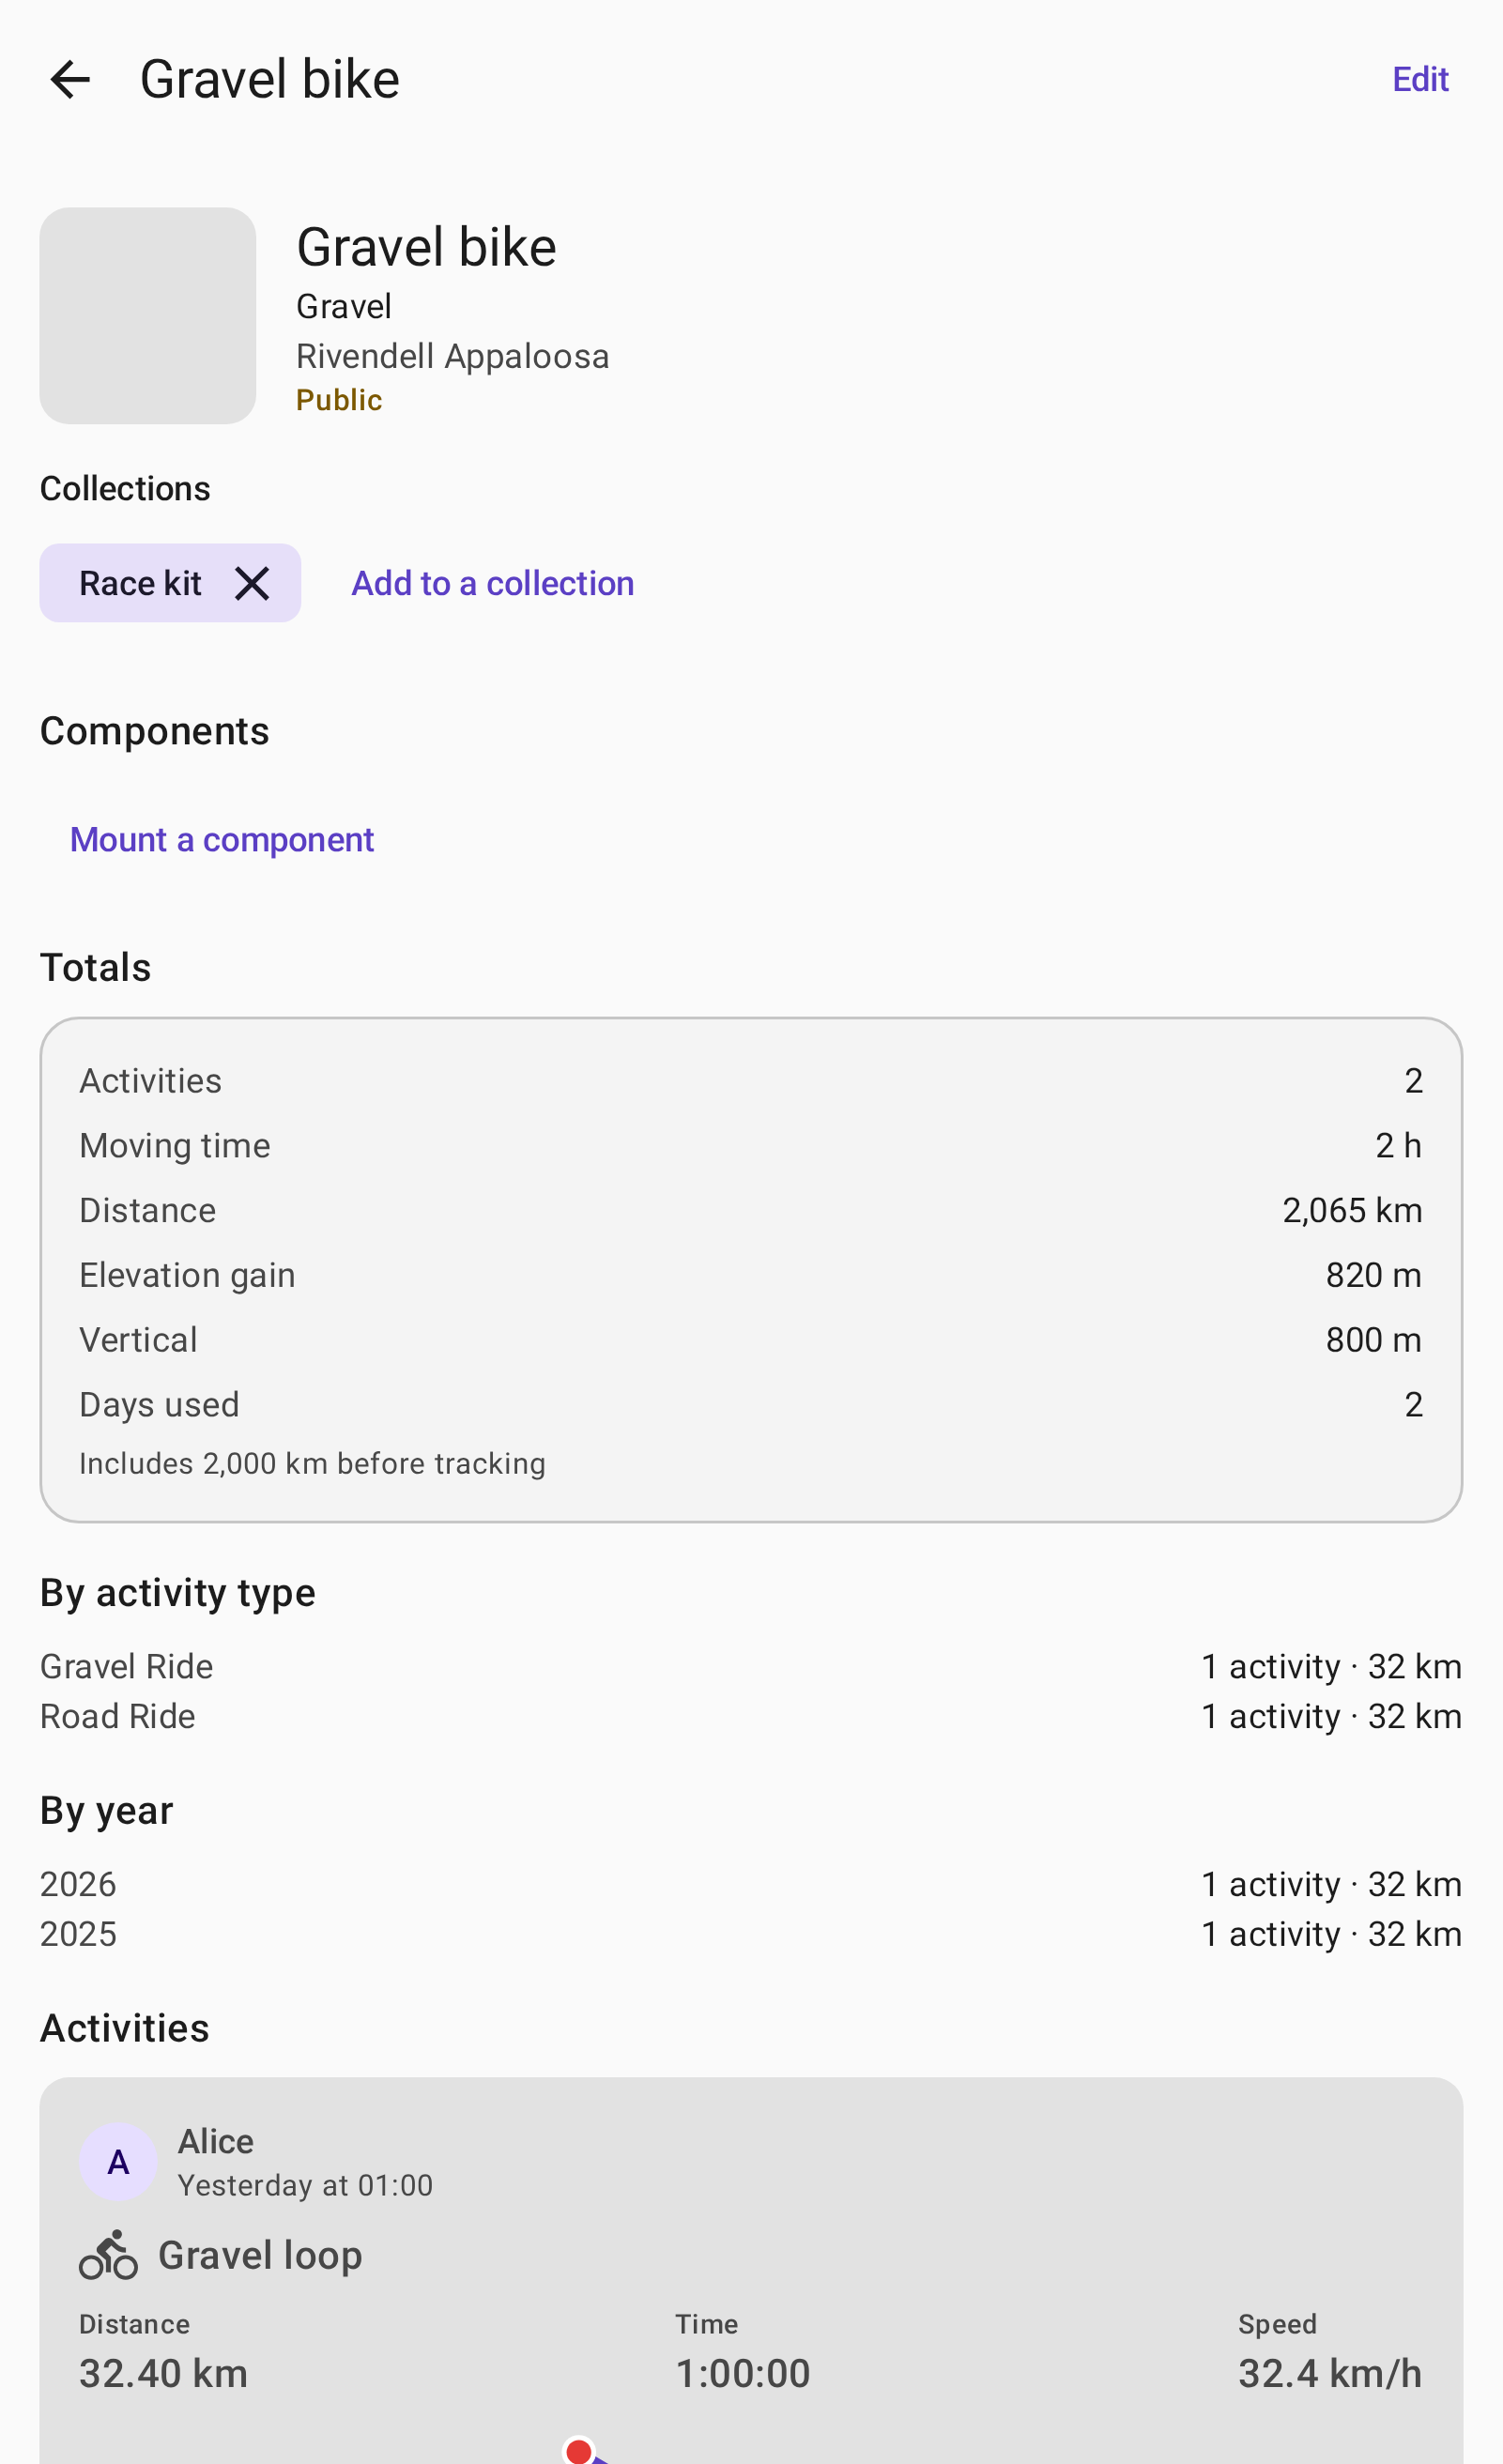 Gravel bike
Edit
Gravel bike
Gravel
Rivendell Appaloosa
Public
Collections
Race kit
Add to a collection
Components
Mount a component
Totals
Activities 2
Moving time 2 h
Distance 2,065 km
Elevation gain 820 m
Vertical 800 m
Days used 2
Includes 2,000 km before tracking
By activity type
Gravel Ride 1 activity · 32 km
Road Ride 1 activity · 32 km
By year
2026 1 activity · 32 km
2025 1 activity · 32 km
Activities
A
Alice
Yesterday at 01:00
Gravel loop
Distance Time Speed
32.40 km 1:00:00 32.4 km/h